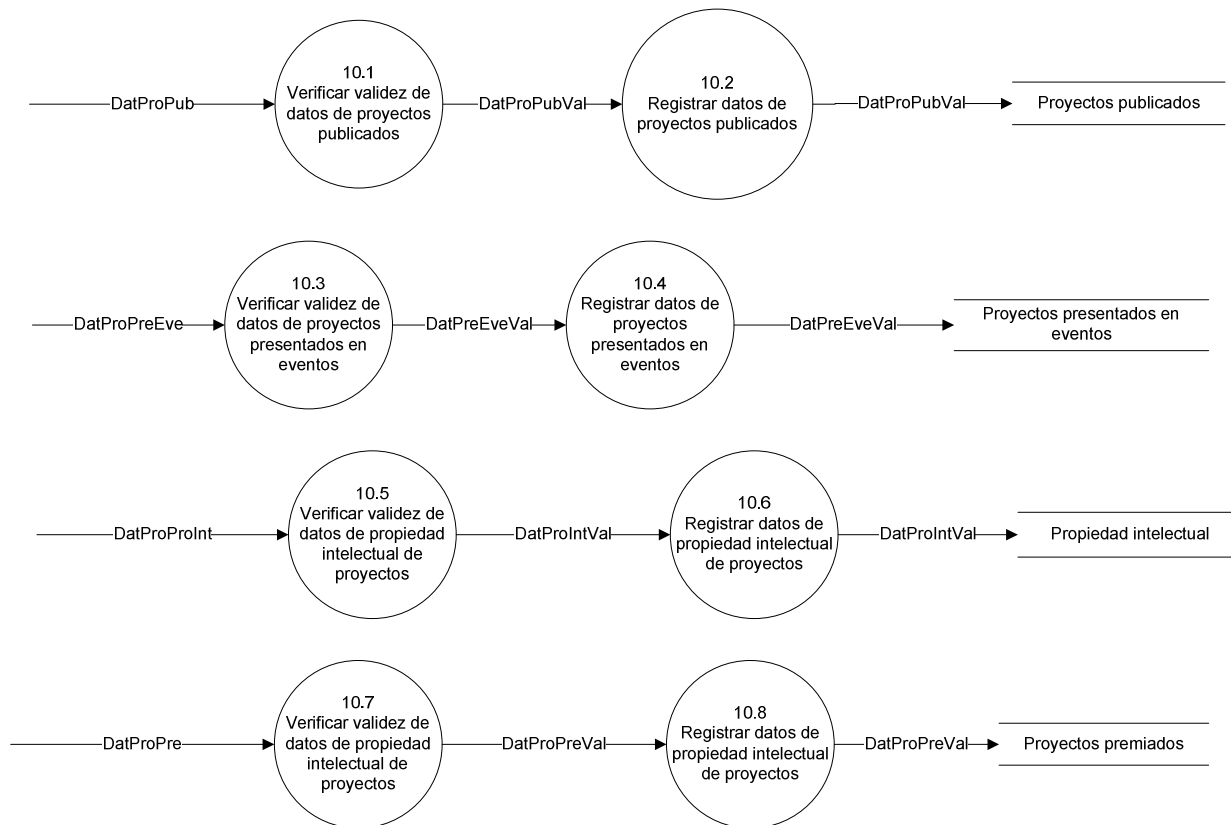 DatProPub
10.1
Verificar validez de
datos de proyectos
publicados
DatProPubVal
10.2
Registrar datos de
proyectos publicados
DatProPubVal
Proyectos publicados
DatProPreEve
10.3
Verificar validez de
datos de proyectos
presentados en
eventos
DatPreEveVal
10.4
Registrar datos de
proyectos
presentados en
eventos
DatPreEveVal
Proyectos presentados en
eventos
DatProProInt
10.5
Verificar validez de
datos de propiedad
intelectual de
proyectos
DatProIntVal
10.6
Registrar datos de
propiedad intelectual
de proyectos
DatProIntVal
Propiedad intelectual
DatProPre
10.7
Verificar validez de
datos de propiedad
intelectual de
proyectos
DatProPreVal
10.8
Registrar datos de
propiedad intelectual
de proyectos
DatProPreVal
Proyectos premiados